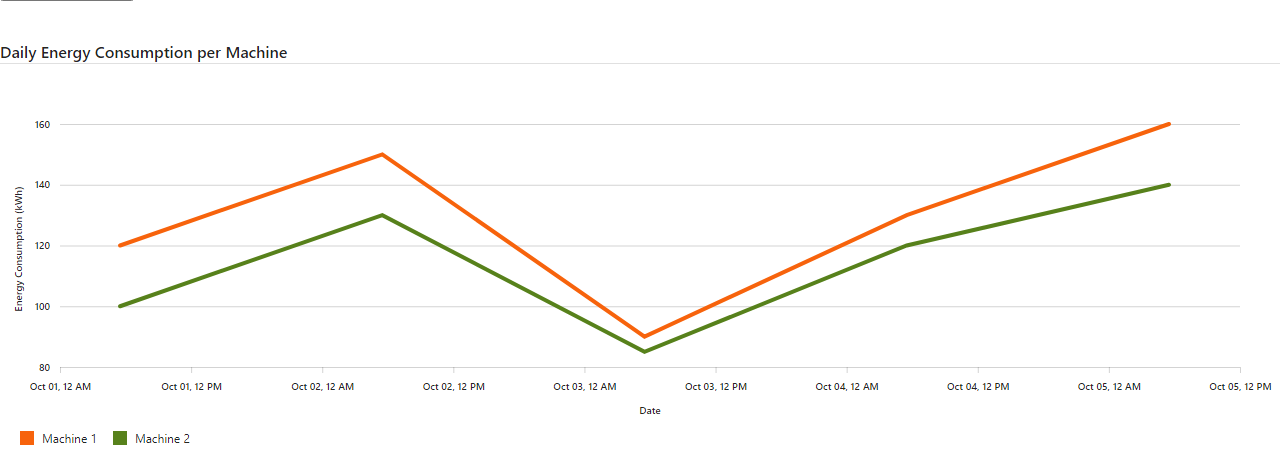 Daily Energy Consumption per Machine
160
140
120
100
80
Energy Consumption (kWh)
Oct 01, 12 AM Oct 01, 12 PM Oct 02, 12 AM Oct 02, 12 PM Oct 03, 12 AM Oct 03, 12 PM Oct 04, 12 AM Oct 04, 12 PM Oct 05, 12 AM Oct 05, 12 PM
Date
Machine 1 Machine 2